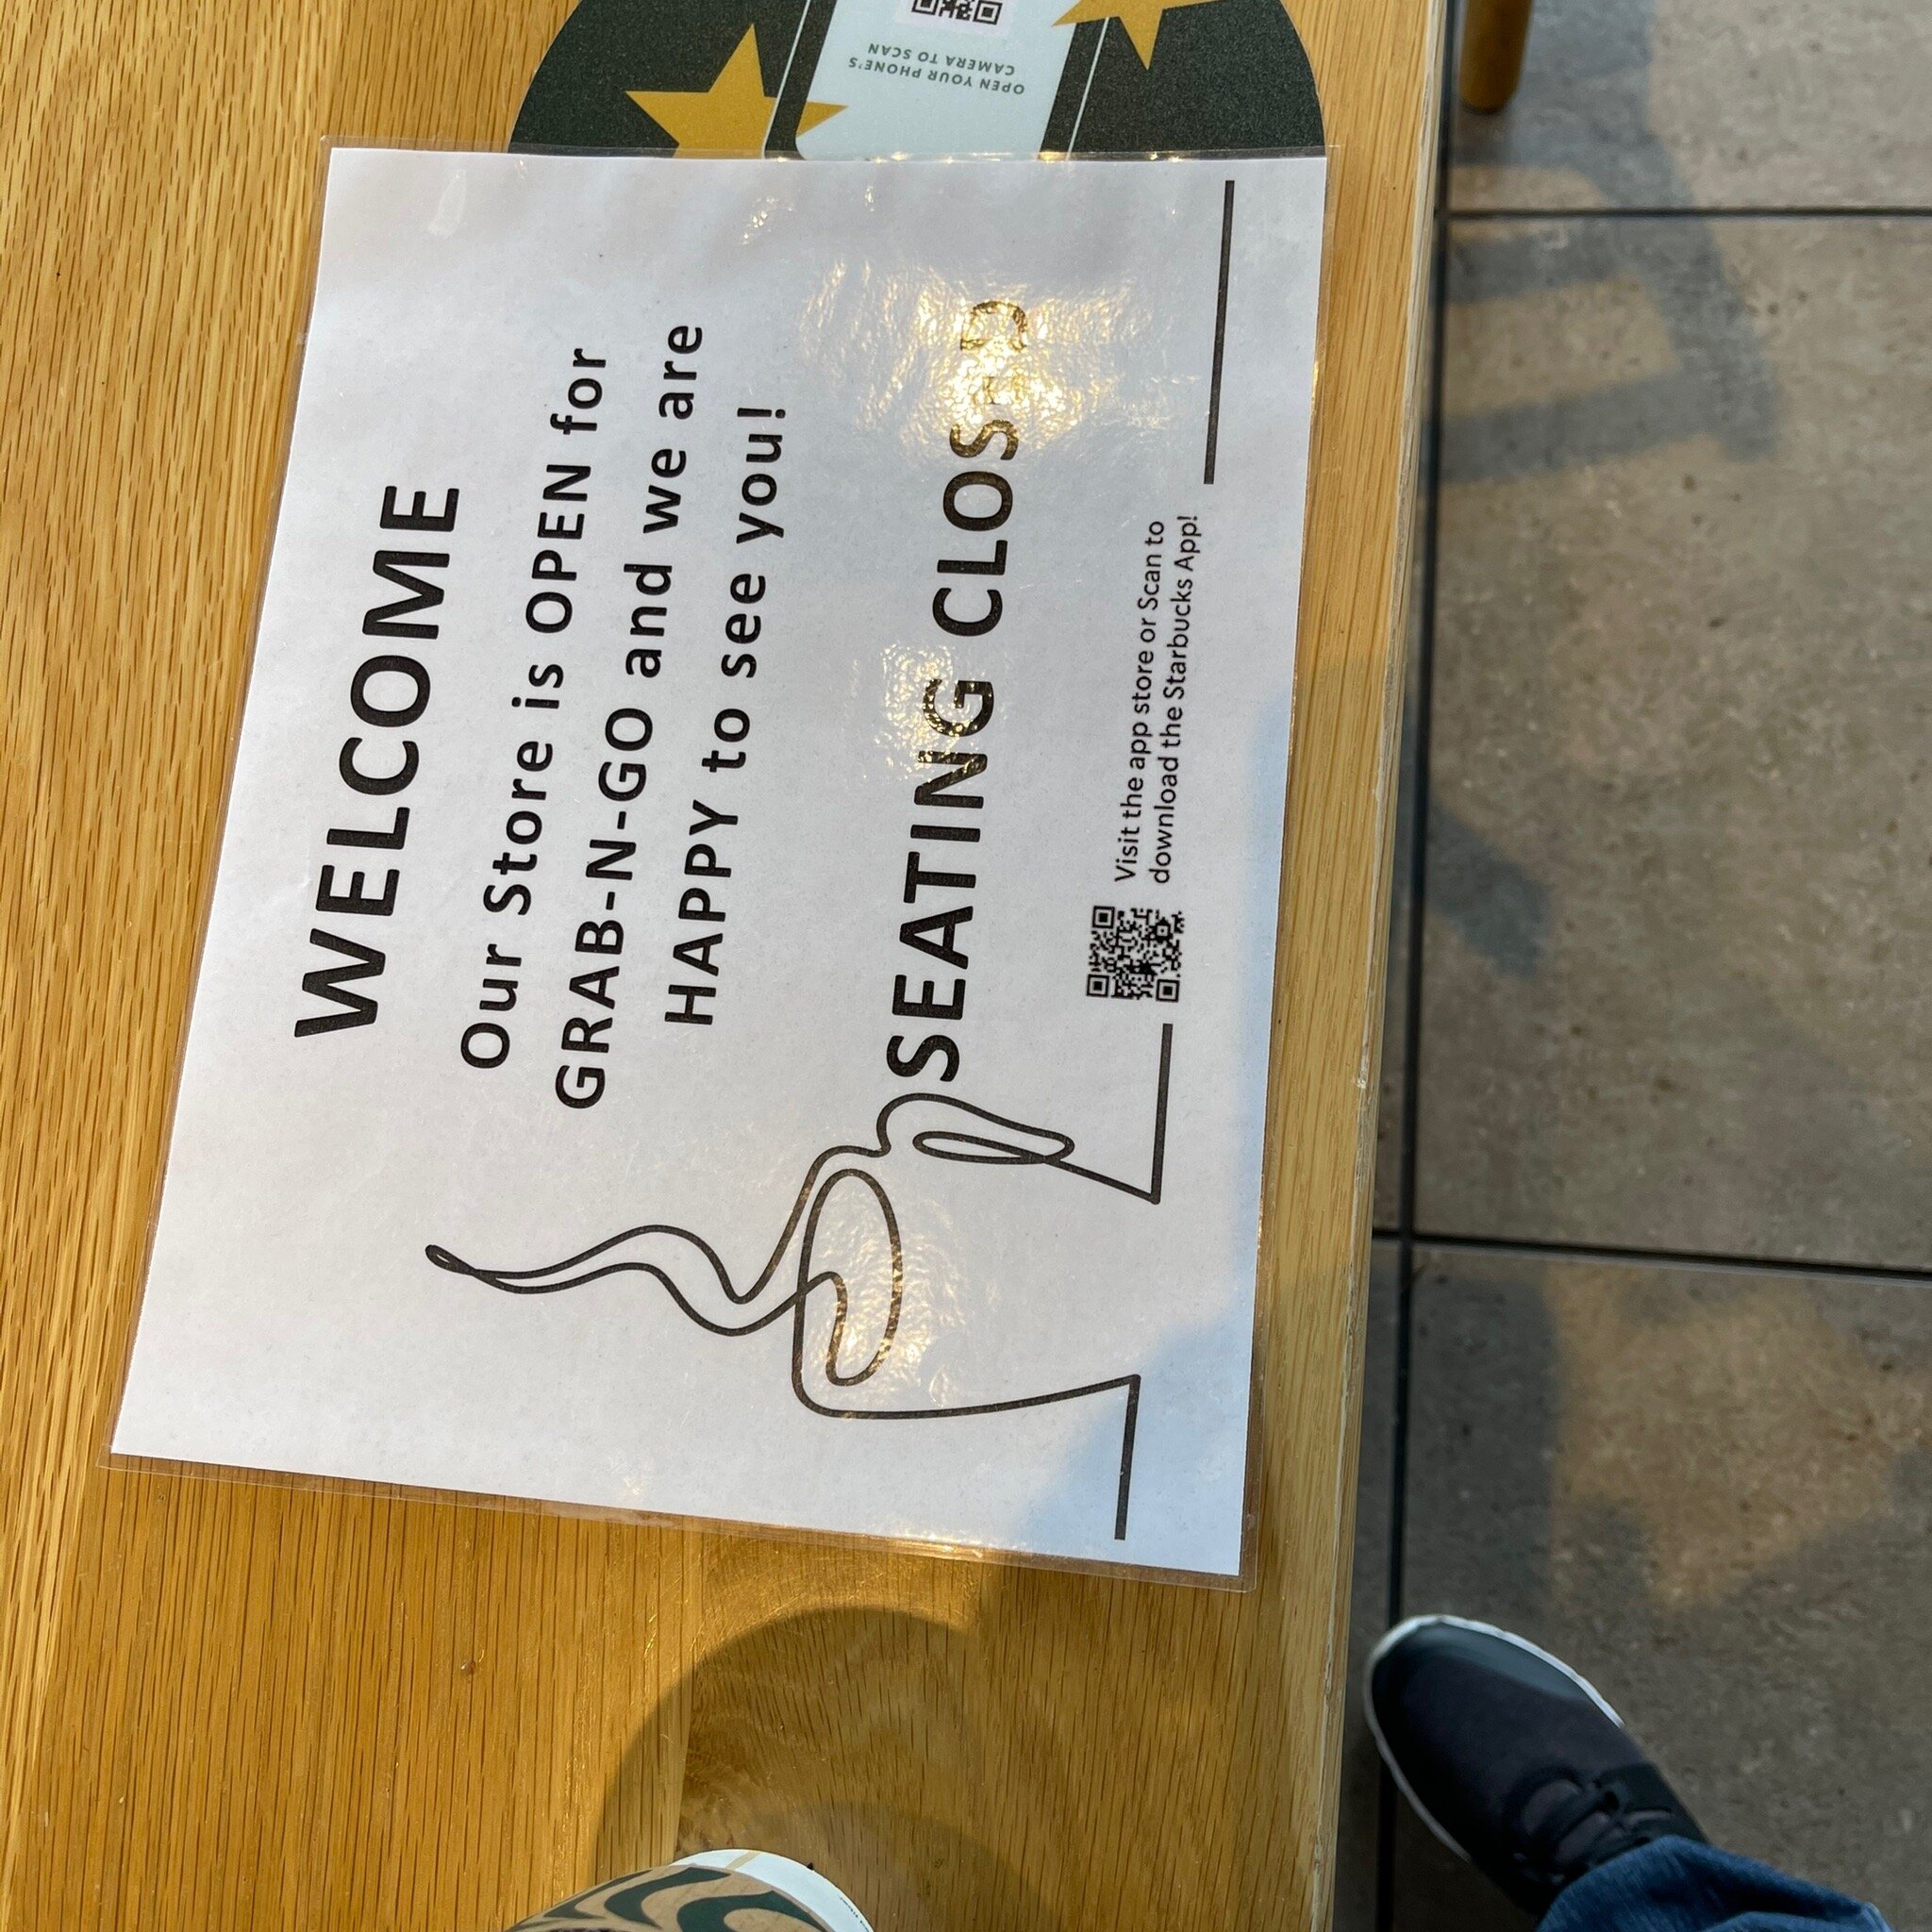 WELCOME
Our Store is OPEN for
GRAB-N-GO and we are
HAPPY to see you!
SEATING CLOSED
Visit the app store or Scan to
download the Starbucks App!
OPEN YOUR PHONE'S
CAMERA TO SCAN